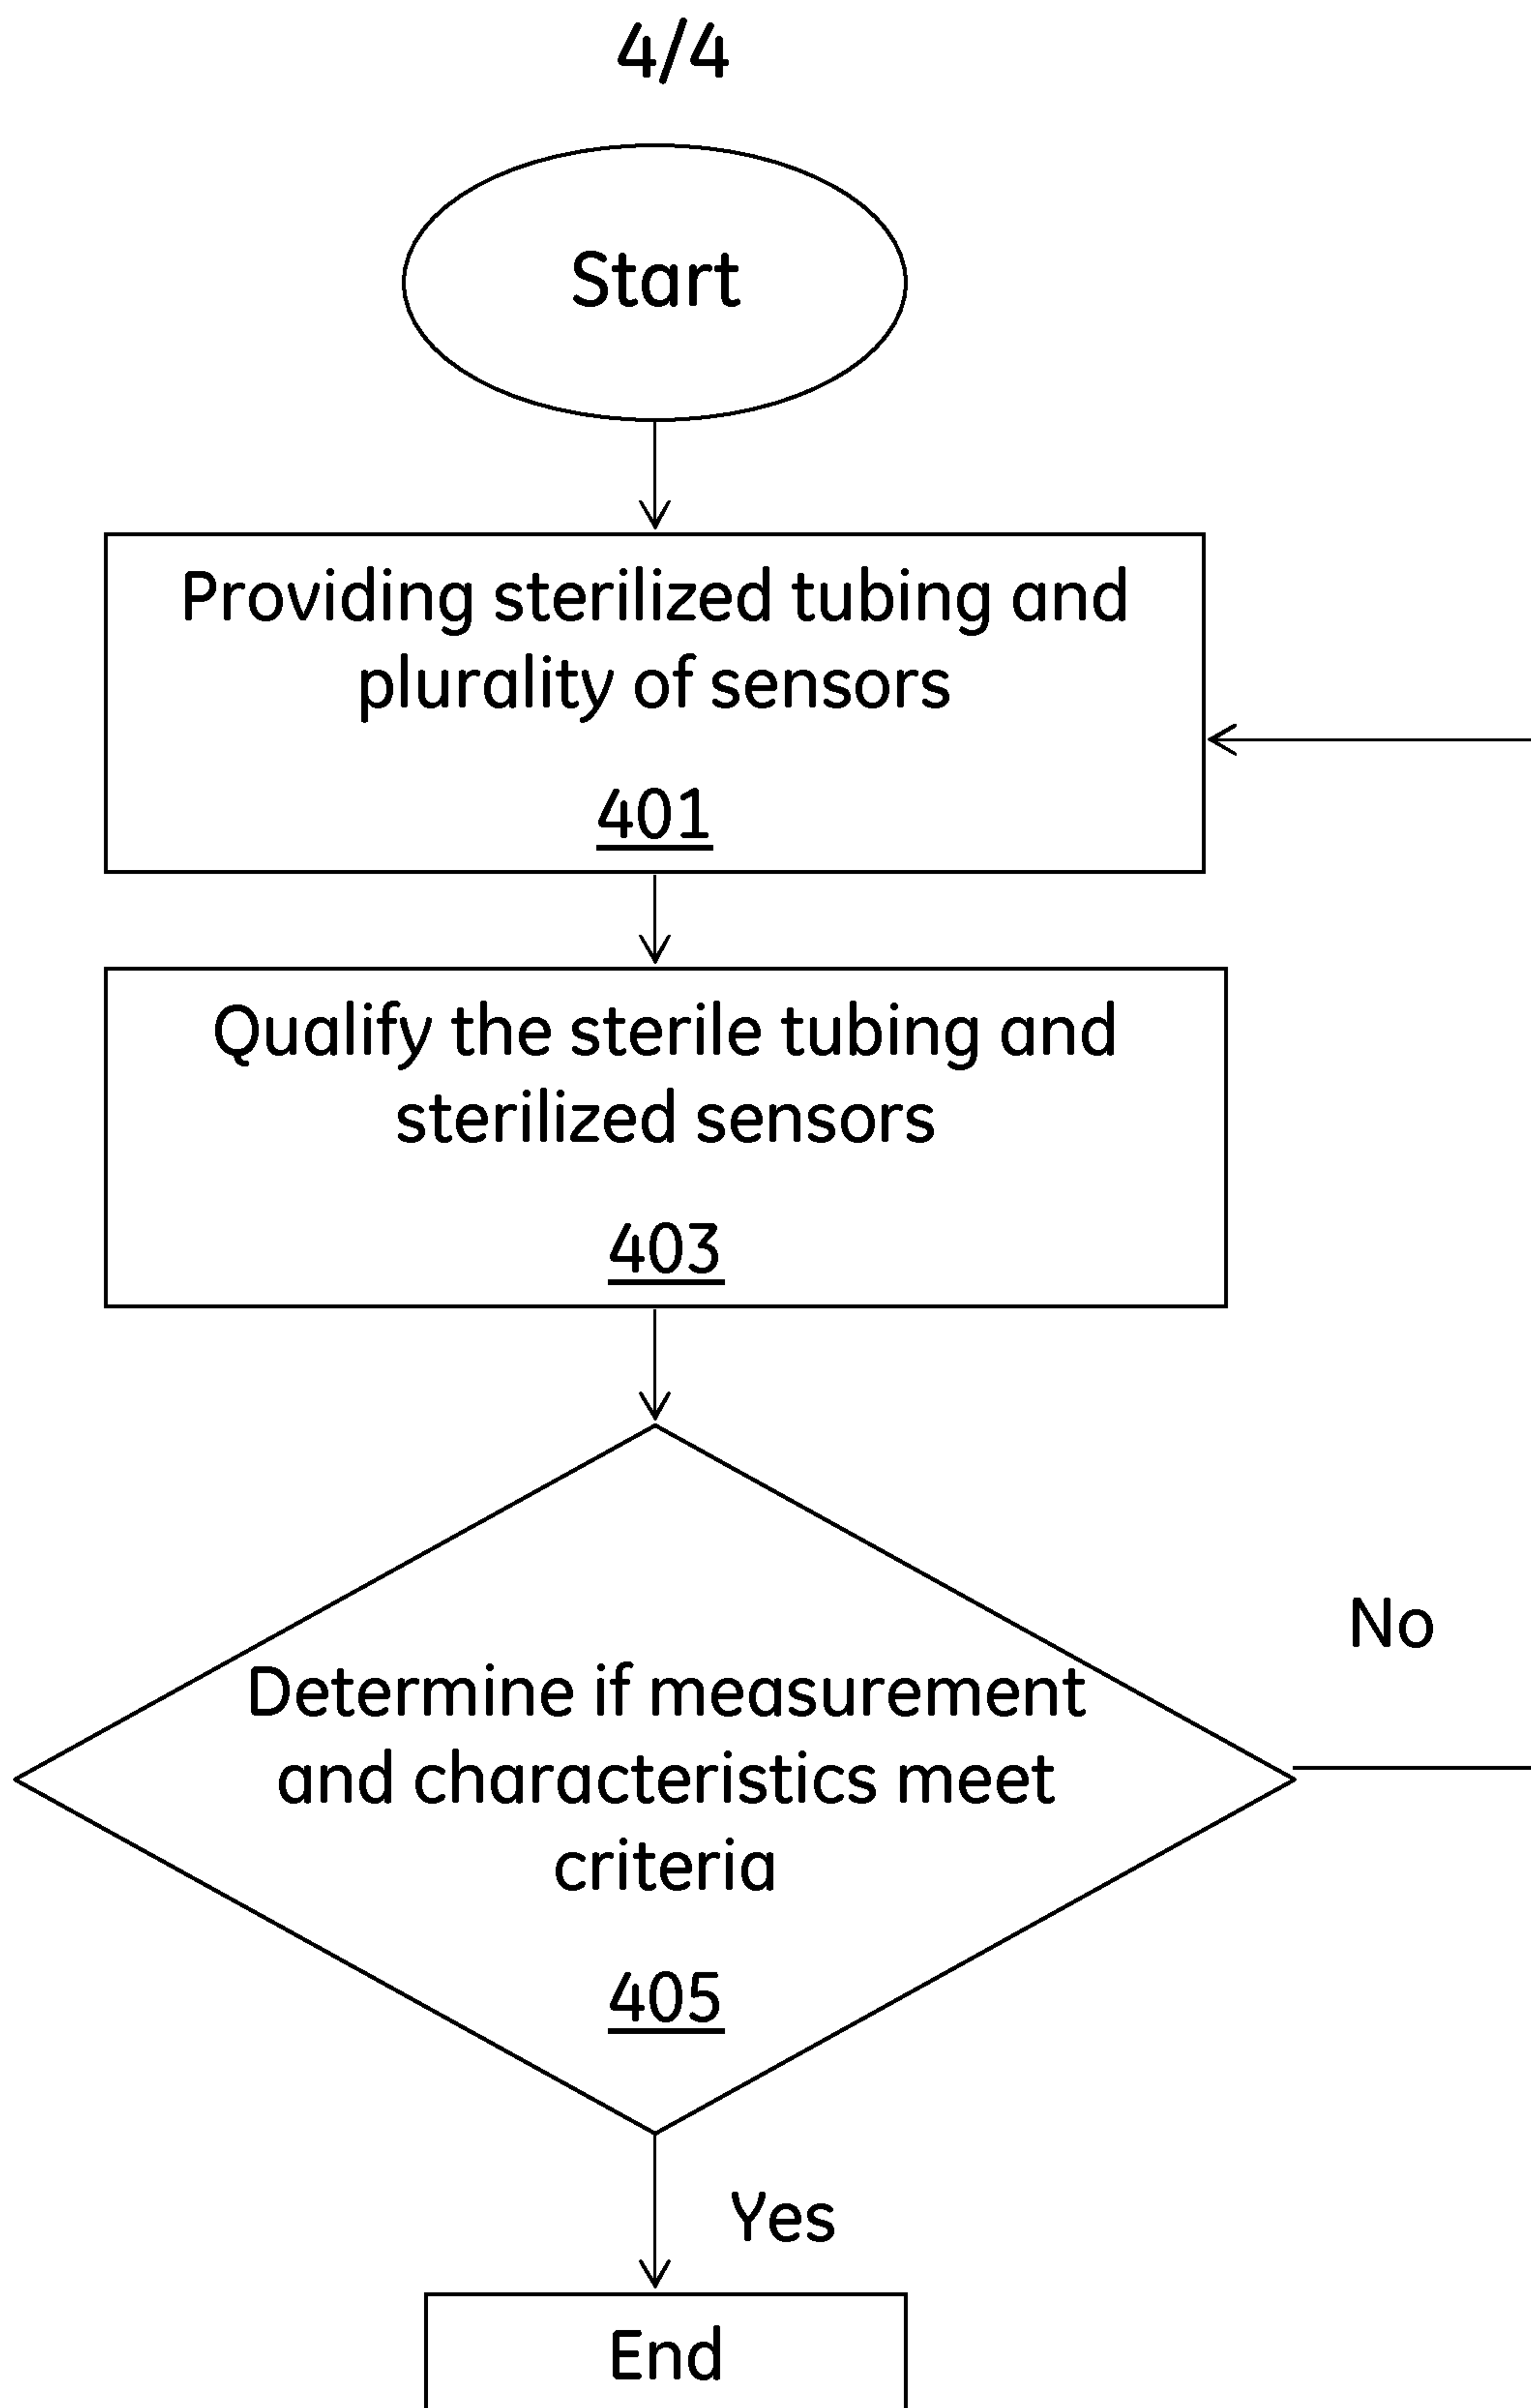 4/4
Start
Providing sterilized tubing and
plurality of sensors
401
Qualify the sterile tubing and
sterilized sensors
403
No
Determine if measurement
and characteristics meet
criteria
405
Yes
End